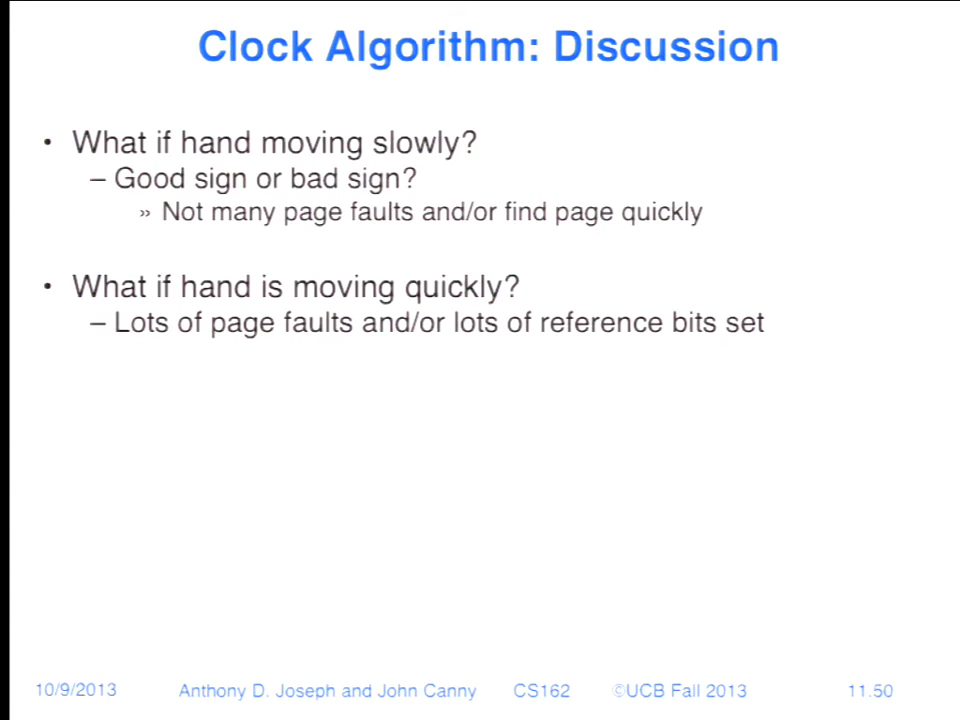 Clock Algorithm: Discussion
• What if hand moving slowly?
– Good sign or bad sign?
» Not many page faults and/or find page quickly
• What if hand is moving quickly?
– Lots of page faults and/or lots of reference bits set
10/9/2013 Anthony D. Joseph and John Canny CS162 ©UCB Fall 2013 11.50